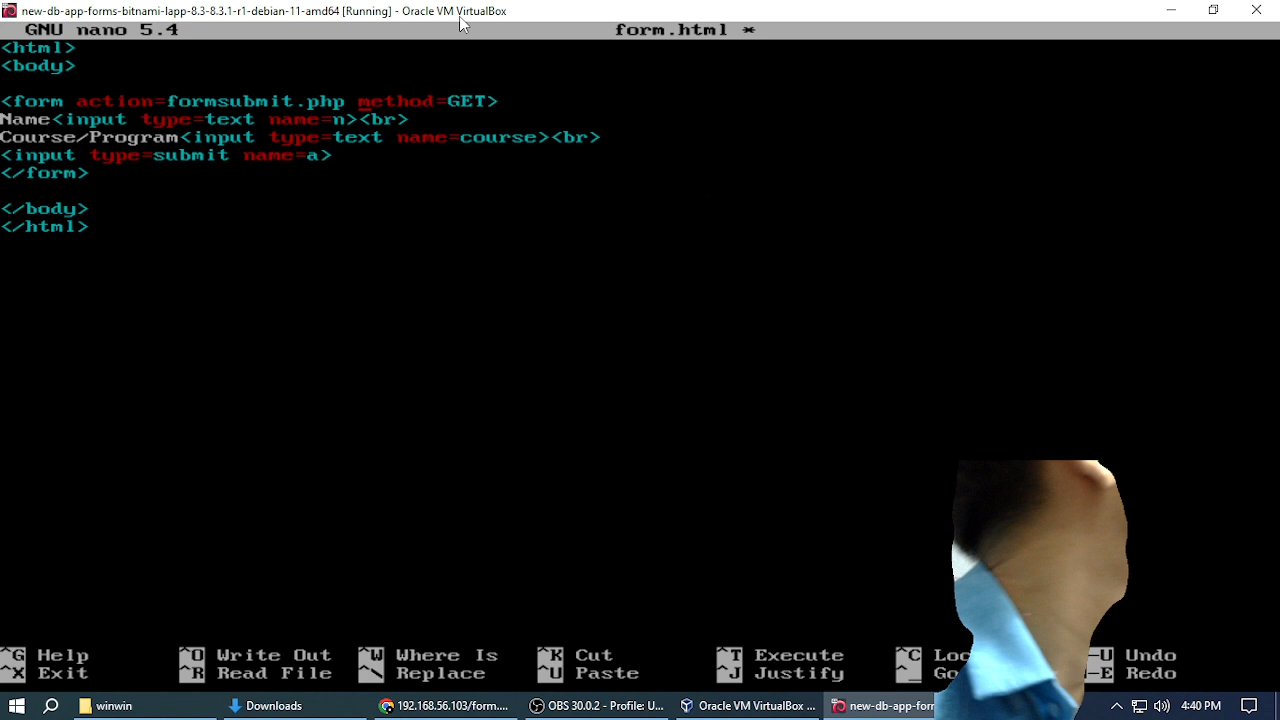 new-db-app-forms-bitnami-lapp-8.3-8.3.1-r1-debian-11-amd64 [Running] - Oracle VM VirtualBox
GNU nano 5.4 form.html *
<html>
<body>
<form action=formsubmit.php method=GET>
Name<input type=text name=n><br>
Course/Program<input type=text name=course><br>
<input type=submit name=a>
</form>
</body>
</html>
^G Help ^O Write Out ^W Where Is ^K Cut ^T Execute ^C Loc -U Undo
^X Exit ^R Read File ^\ Replace ^U Paste ^J Justify ^_ Go -E Redo
winwin Downloads 192.168.56.103/form.... OBS 30.0.2 - Profile: U... Oracle VM VirtualBox ... new-db-app-form 4:40 PM